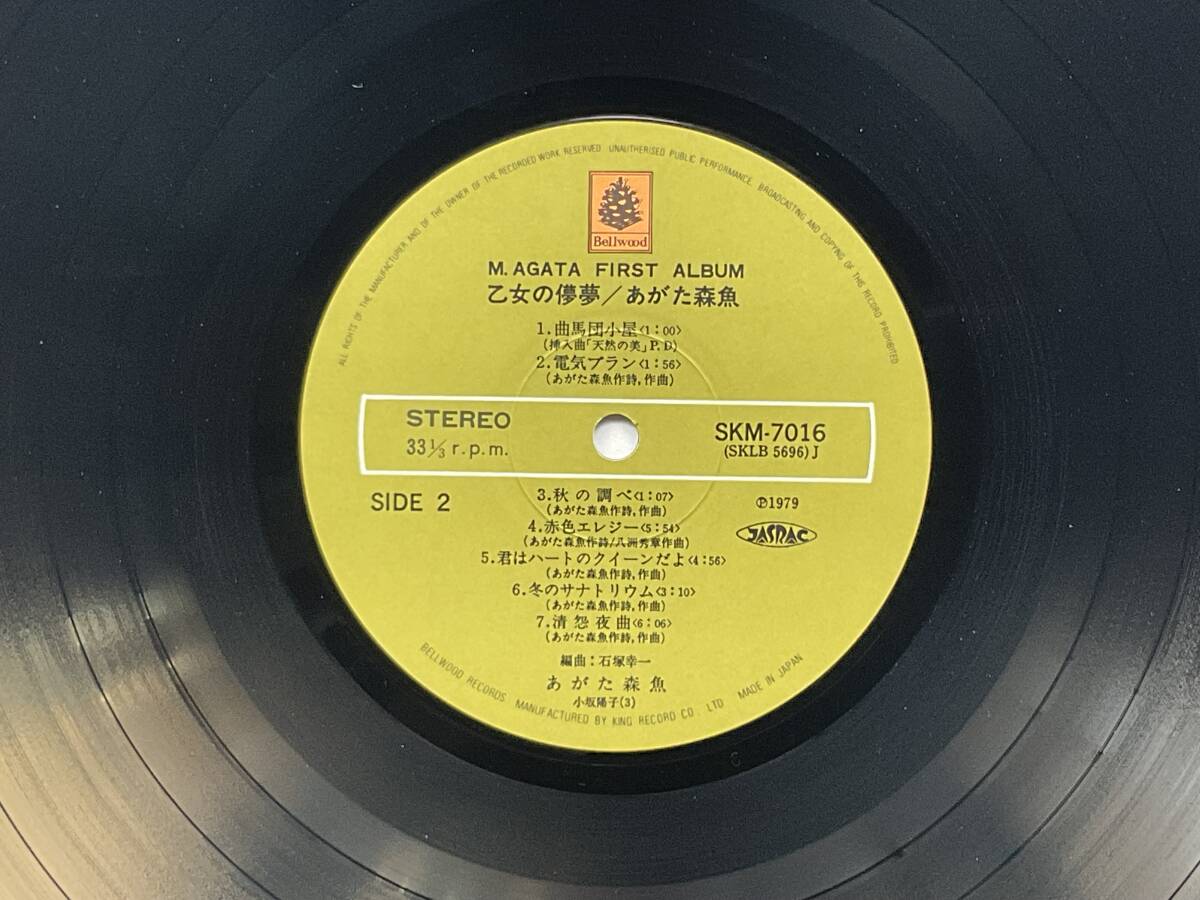 ALL RIGHTS OF THE MANUFACTURER AND OF THE OWNER OF THE RECORDED WORK RESERVED. UNAUTHORISED PUBLIC PERFORMANCE, BROADCASTING AND COPYING OF THIS RECORD PROHIBITED
Bellwood
M. AGATA FIRST ALBUM
乙女の儚夢/あがた森魚
1.曲馬団小屋<1:00>
(挿入曲「天然の美」P.D)
2.電気ブラン<1:56>
(あがた森魚作詩,作曲)
STEREO
33 1/3 r.p.m.
SKM-7016
(SKLB 5696) J
SIDE 2
3.秋の調べ<1:07>
(あがた森魚作詩,作曲)
℗1979
4.赤色エレジー<5:54>
(あがた森魚作詩/八洲秀章作曲)
JASRAC
5.君はハートのクイーンだよ<4:56>
(あがた森魚作詩,作曲)
6.冬のサナトリウム<3:10>
(あがた森魚作詩,作曲)
7.清怨夜曲<6:06>
(あがた森魚作詩,作曲)
編曲:石塚幸一
あがた森魚
小坂陽子(3)
BELLWOOD RECORDS. MANUFACTURED BY KING RECORD CO., LTD. MADE IN JAPAN